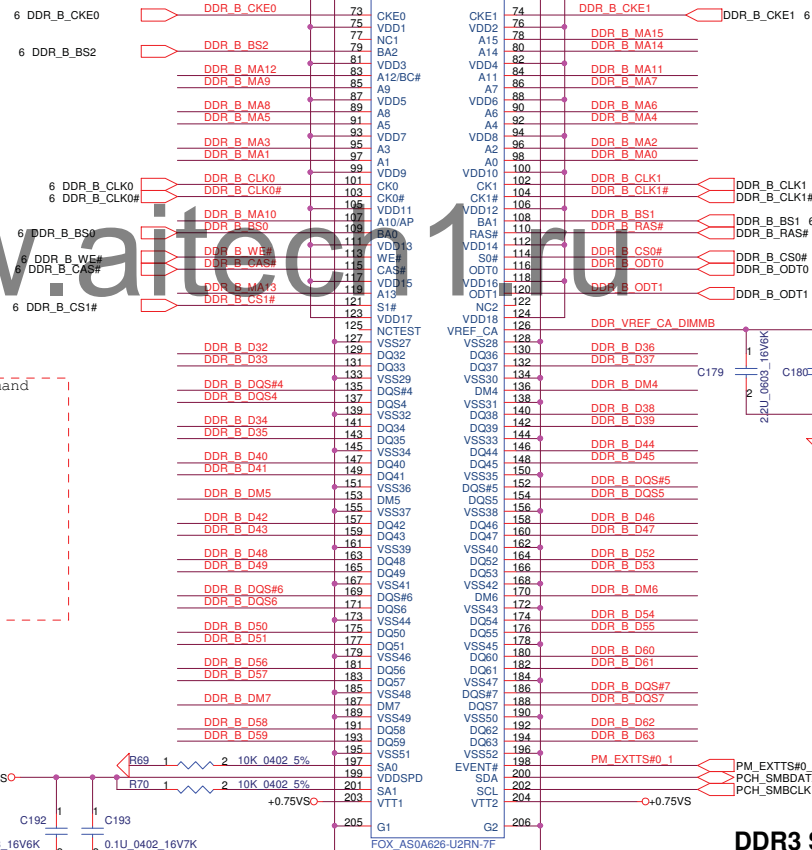 6 DDR_B_CKE0 DDR_B_CKE0 73 CKE0 CKE1 74 DDR_B_CKE1 DDR_B_CKE1 6
75 VDD1 VDD2 76
77 NC1 A15 78 DDR_B_MA15
6 DDR_B_BS2 DDR_B_BS2 79 BA2 A14 80 DDR_B_MA14
81 VDD3 VDD4 82
DDR_B_MA12 83 A12/BC# A11 84 DDR_B_MA11
DDR_B_MA9 85 A9 A7 86 DDR_B_MA7
87 VDD5 VDD6 88
DDR_B_MA8 89 A8 A6 90 DDR_B_MA6
DDR_B_MA5 91 A5 A4 92 DDR_B_MA4
93 VDD7 VDD8 94
DDR_B_MA3 95 A3 A2 96 DDR_B_MA2
DDR_B_MA1 97 A1 A0 98 DDR_B_MA0
99 VDD9 VDD10 100
6 DDR_B_CLK0 DDR_B_CLK0 101 CK0 CK1 102 DDR_B_CLK1 DDR_B_CLK1
6 DDR_B_CLK0# DDR_B_CLK0# 103 CK0# CK1# 104 DDR_B_CLK1# DDR_B_CLK1#
105 VDD11 VDD12 106
DDR_B_MA10 107 A10/AP BA1 108 DDR_B_BS1 DDR_B_BS1 6
6 DDR_B_BS0 DDR_B_BS0 109 BA0 RAS# 110 DDR_B_RAS# DDR_B_RAS#
w.aitech1.ru
111 VDD13 VDD14 112
6 DDR_B_WE# DDR_B_WE# 113 WE# S0# 114 DDR_B_CS0# DDR_B_CS0#
6 DDR_B_CAS# DDR_B_CAS# 115 CAS# ODT0 116 DDR_B_ODT0 DDR_B_ODT0
117 VDD15 VDD16 118
DDR_B_MA13 119 A13 ODT1 120 DDR_B_ODT1 DDR_B_ODT1
6 DDR_B_CS1# DDR_B_CS1# 121 S1# NC2 122
123 VDD17 VDD18 124
125 NCTEST VREF_CA 126 DDR_VREF_CA_DIMMB
127 VSS27 VSS28 128
DDR_B_D32 129 DQ32 DQ36 130 DDR_B_D36
DDR_B_D33 131 DQ33 DQ37 132 DDR_B_D37
133 VSS29 VSS30 134
DDR_B_DQS#4 135 DQS#4 DM4 136 DDR_B_DM4
DDR_B_DQS4 137 DQS4 VSS31 138
139 VSS32 DQ38 140 DDR_B_D38
DDR_B_D34 141 DQ34 DQ39 142 DDR_B_D39
DDR_B_D35 143 DQ35 VSS33 144
145 VSS34 DQ44 146 DDR_B_D44
DDR_B_D40 147 DQ40 DQ45 148 DDR_B_D45
DDR_B_D41 149 DQ41 VSS35 150
151 VSS36 DQS#5 152 DDR_B_DQS#5
DDR_B_DM5 153 DM5 DQS5 154 DDR_B_DQS5
155 VSS37 VSS38 156
DDR_B_D42 157 DQ42 DQ46 158 DDR_B_D46
DDR_B_D43 159 DQ43 DQ47 160 DDR_B_D47
161 VSS39 VSS40 162
DDR_B_D48 163 DQ48 DQ52 164 DDR_B_D52
DDR_B_D49 165 DQ49 DQ53 166 DDR_B_D53
167 VSS41 VSS42 168
DDR_B_DQS#6 169 DQS#6 DM6 170 DDR_B_DM6
DDR_B_DQS6 171 DQS6 VSS43 172
173 VSS44 DQ54 174 DDR_B_D54
DDR_B_D50 175 DQ50 DQ55 176 DDR_B_D55
DDR_B_D51 177 DQ51 VSS45 178
179 VSS46 DQ60 180 DDR_B_D60
DDR_B_D56 181 DQ56 DQ61 182 DDR_B_D61
DDR_B_D57 183 DQ57 VSS47 184
185 VSS48 DQS#7 186 DDR_B_DQS#7
DDR_B_DM7 187 DM7 DQS7 188 DDR_B_DQS7
189 VSS49 VSS50 190
DDR_B_D58 191 DQ58 DQ62 192 DDR_B_D62
DDR_B_D59 193 DQ59 DQ63 194 DDR_B_D63
195 VSS51 VSS52 196
R69 1 2 10K_0402_5% 197 SA0 EVENT# 198 PM_EXTTS#0_1 PM_EXTTS#0_
S 199 VDDSPD SDA 200 PCH_SMBDAT
R70 1 2 10K_0402_5% 201 SA1 SCL 202 PCH_SMBCLK
+0.75VS 203 VTT1 VTT2 204 +0.75VS
205 G1 G2 206
FOX_AS0A626-U2RN-7F
and
C179 1 2 2.2U_0603_16V6K
C180
C192 1
C193 1
_16V6K 0.1U_0402_16V7K
DDR3 S